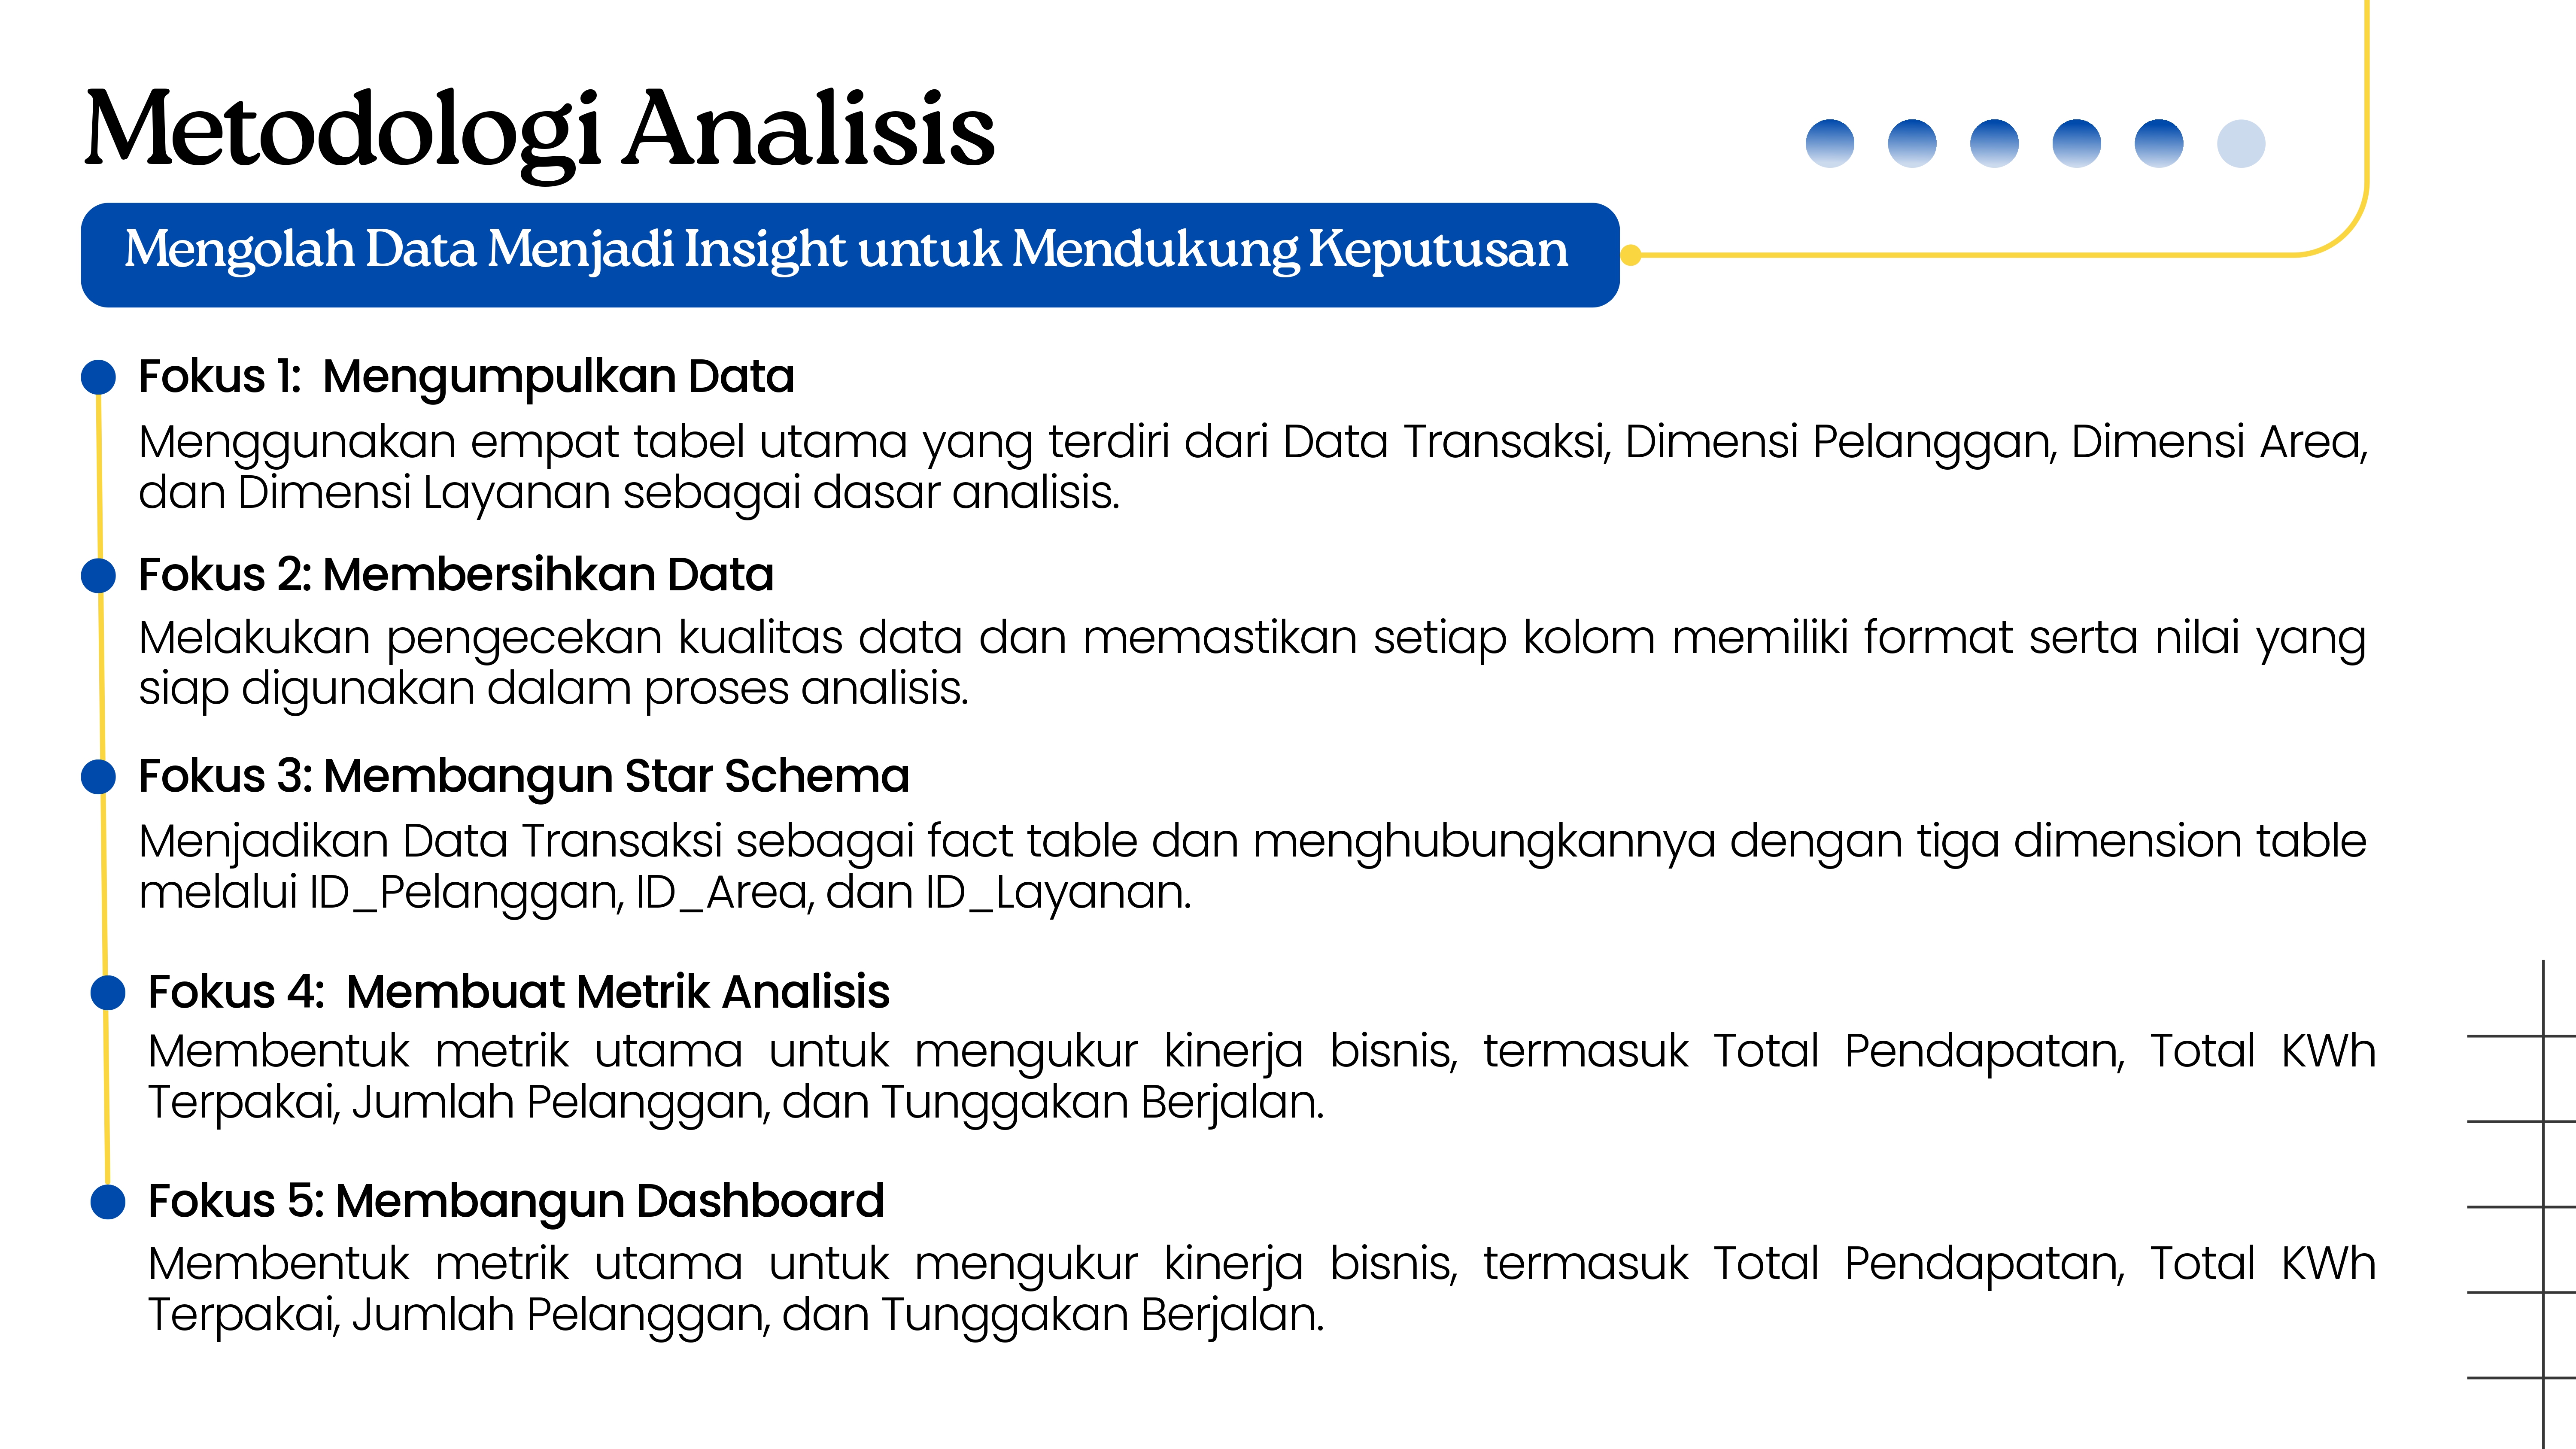 Metodologi Analisis
Mengolah Data Menjadi Insight untuk Mendukung Keputusan
Fokus 1:  Mengumpulkan Data
Menggunakan empat tabel utama yang terdiri dari Data Transaksi, Dimensi Pelanggan, Dimensi Area,
dan Dimensi Layanan sebagai dasar analisis.
Fokus 2: Membersihkan Data
Melakukan pengecekan kualitas data dan memastikan setiap kolom memiliki format serta nilai yang
siap digunakan dalam proses analisis.
Fokus 3: Membangun Star Schema
Menjadikan Data Transaksi sebagai fact table dan menghubungkannya dengan tiga dimension table
melalui ID_Pelanggan, ID_Area, dan ID_Layanan.
Fokus 4:  Membuat Metrik Analisis
Membentuk metrik utama untuk mengukur kinerja bisnis, termasuk Total Pendapatan, Total KWh
Terpakai, Jumlah Pelanggan, dan Tunggakan Berjalan.
Fokus 5: Membangun Dashboard
Membentuk metrik utama untuk mengukur kinerja bisnis, termasuk Total Pendapatan, Total KWh
Terpakai, Jumlah Pelanggan, dan Tunggakan Berjalan.